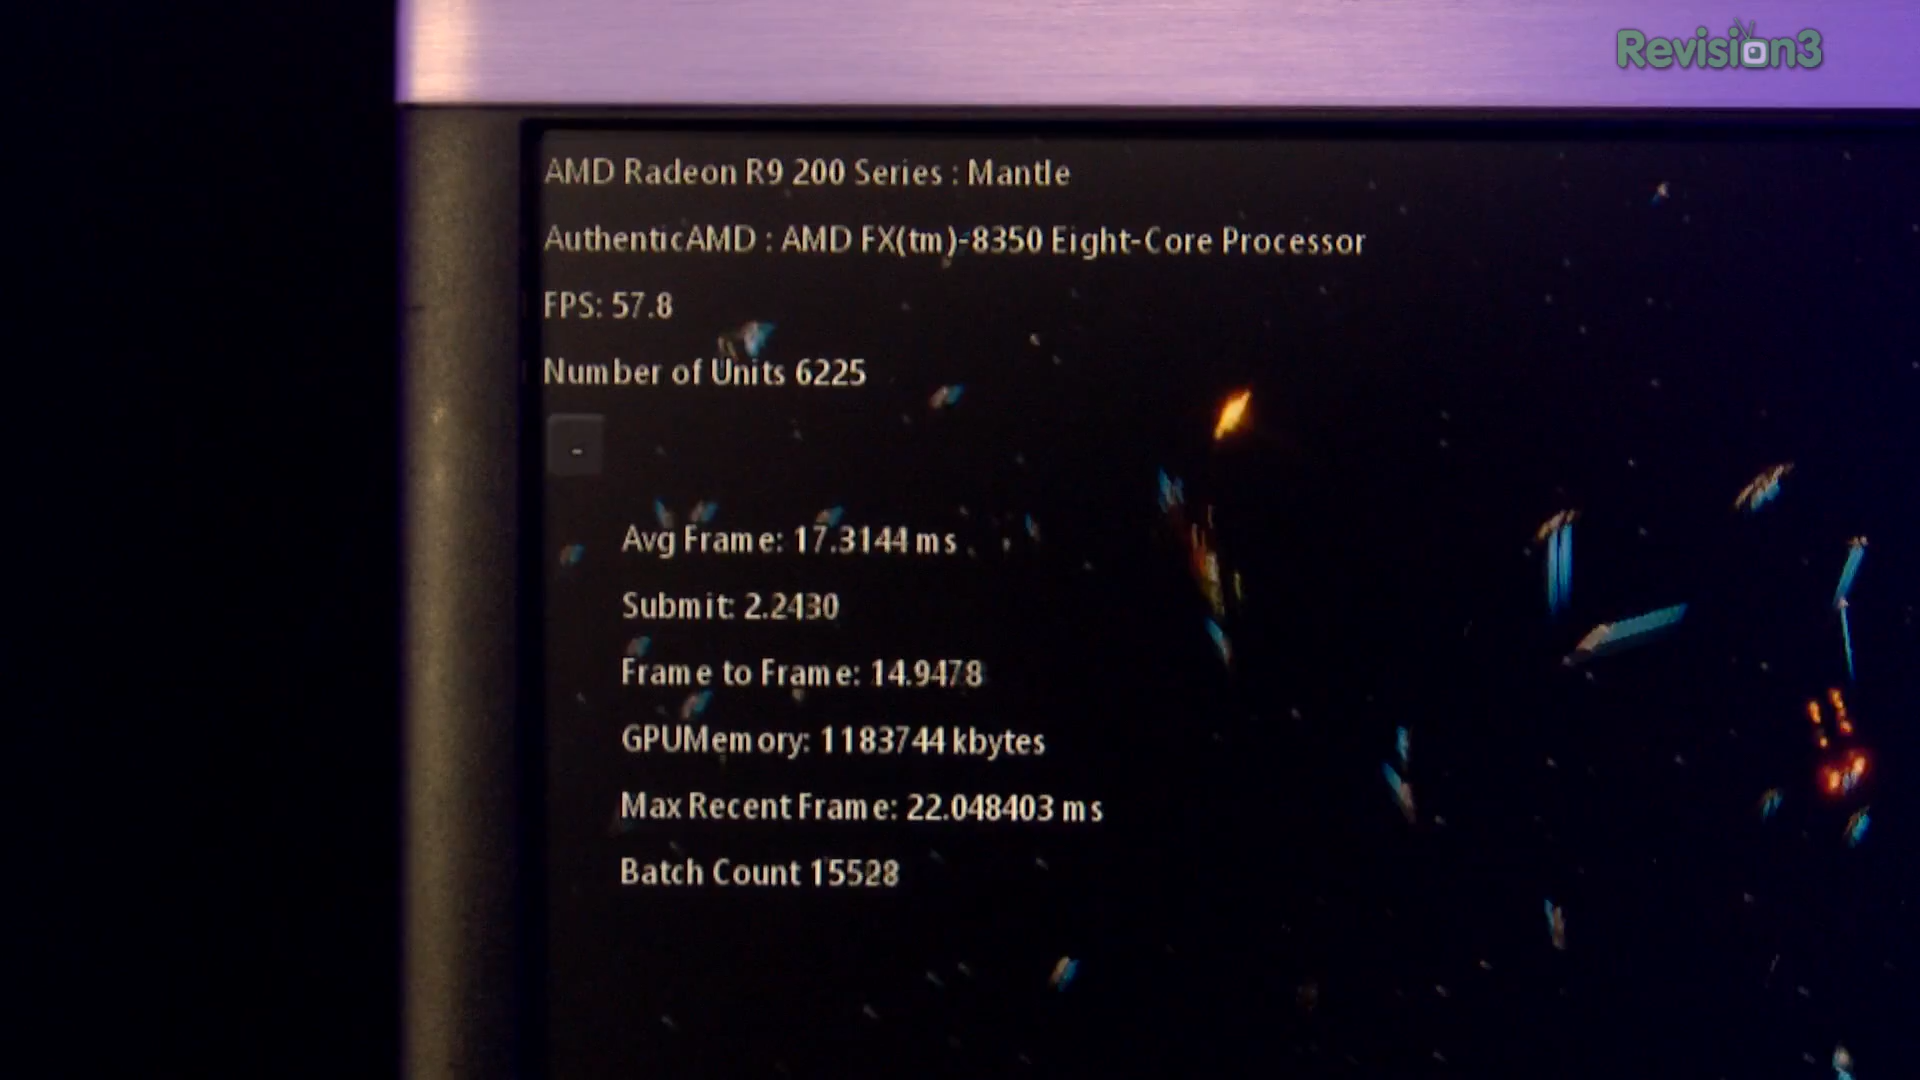 Revision3
AMD Radeon R9 200 Series : Mantle
AuthenticAMD : AMD FX(tm)-8350 Eight-Core Processor
FPS: 57.8
Number of Units 6225
-
Avg Frame: 17.3144 ms
Submit: 2.2430
Frame to Frame: 14.9478
GPUMemory: 1183744 kbytes
Max Recent Frame: 22.048403 ms
Batch Count 15528